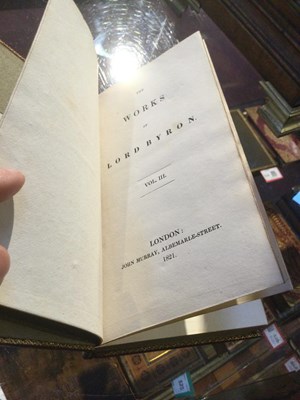 THE
WORKS
OF
LORD BYRON.
VOL. III.
LONDON:
JOHN MURRAY, ALBEMARLE-STREET.
1821.